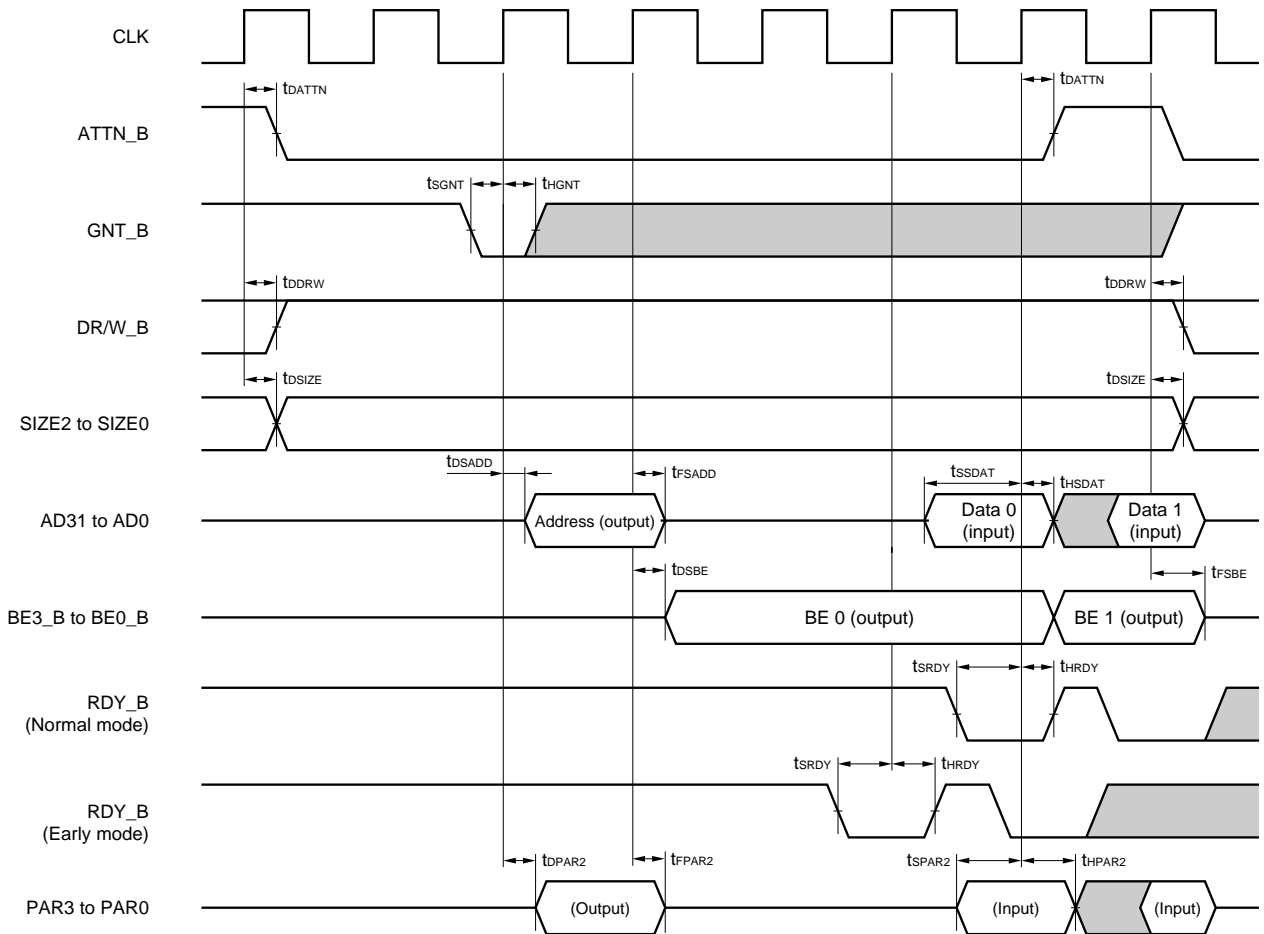 CLK
tDATTN tDATTN
ATTN_B
tSGNT tHGNT
GNT_B
tDDRW tDDRW
DR/W_B
tDSIZE tDSIZE
SIZE2 to SIZE0
tDSADD tFSADD tSSDAT tHSDAT
AD31 to AD0
Address (output)
Data 0
(input)
Data 1
(input)
tDSBE tFSBE
BE3_B to BE0_B
BE 0 (output) BE 1 (output)
tSRDY tHRDY
RDY_B
(Normal mode)
tSRDY tHRDY
RDY_B
(Early mode)
tDPAR2 tFPAR2 tSPAR2 tHPAR2
PAR3 to PAR0
(Output) (Input) (Input)